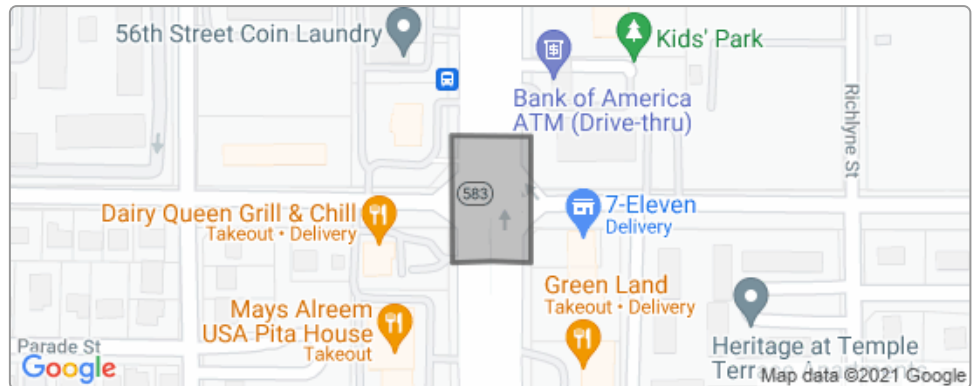 56th Street Coin Laundry
Kids' Park
Bank of America
ATM (Drive-thru)
Richlyne St
583
Dairy Queen Grill & Chill
Takeout • Delivery
7-Eleven
Delivery
Green Land
Takeout • Delivery
Mays Alreem
USA Pita House
Takeout
Heritage at Temple
Parade St
Google
Map data ©2021 Google